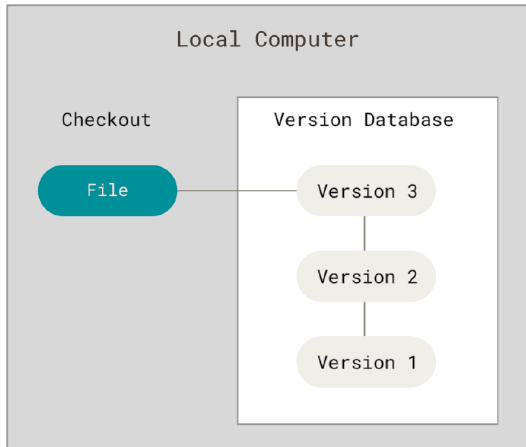 Local Computer
Checkout
Version Database
File
Version 3
Version 2
Version 1